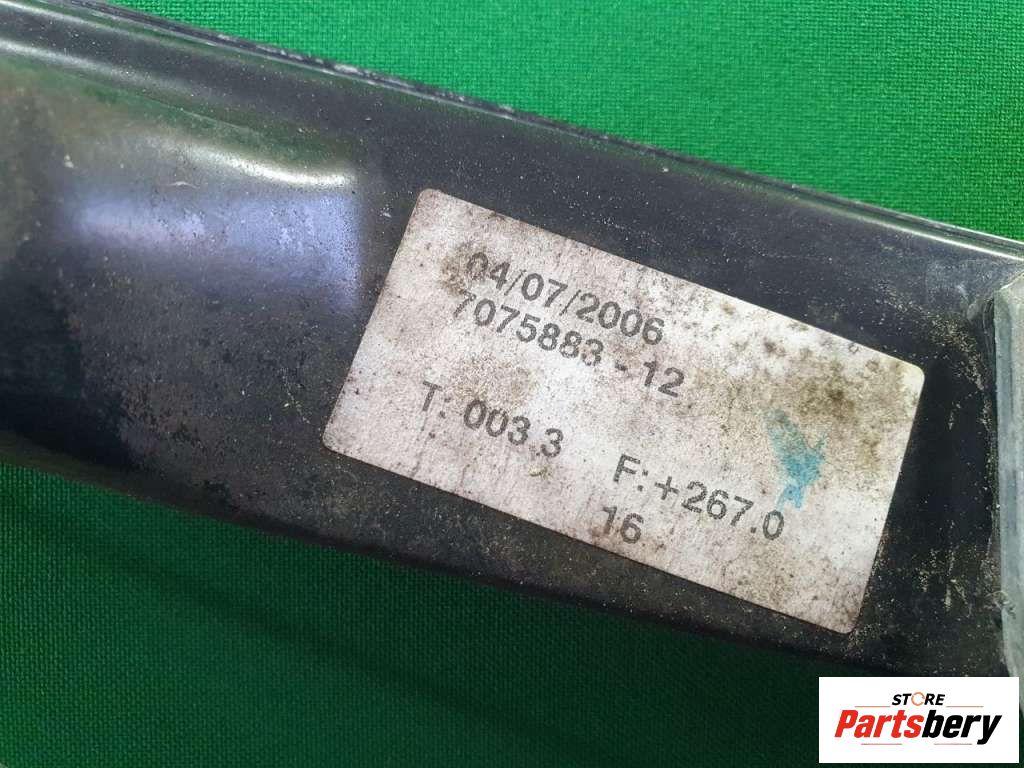 04/07/2006
7075883 - 12
T: 003.3 F: +267.0
16
STORE
Partsbery